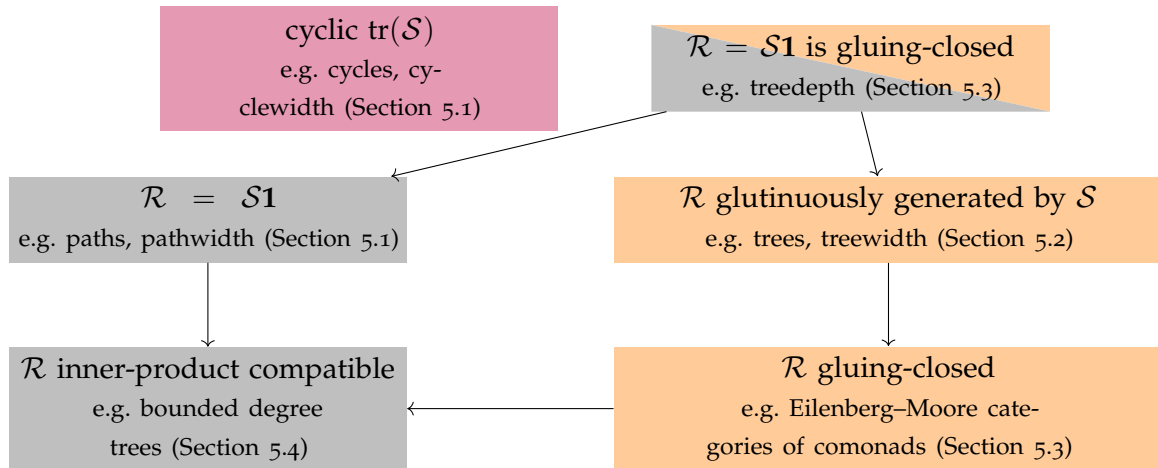 cyclic tr(𝒮)
e.g. cycles, cy-
clewidth (Section 5.1)
ℛ = 𝒮𝟏 is gluing-closed
e.g. treedepth (Section 5.3)
ℛ = 𝒮𝟏
e.g. paths, pathwidth (Section 5.1)
ℛ glutinuously generated by 𝒮
e.g. trees, treewidth (Section 5.2)
ℛ inner-product compatible
e.g. bounded degree
trees (Section 5.4)
ℛ gluing-closed
e.g. Eilenberg–Moore cate-
gories of comonads (Section 5.3)